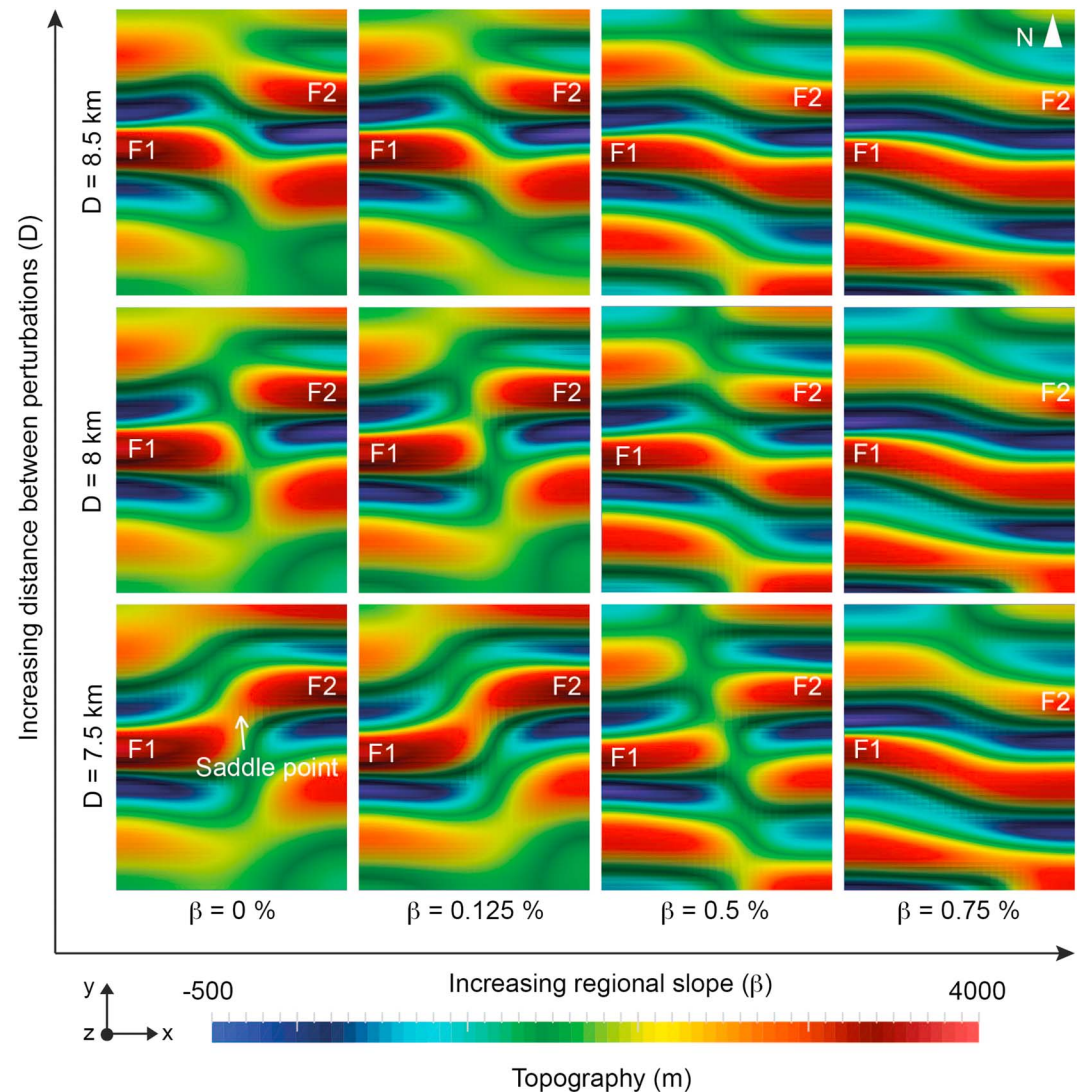 Increasing distance between perturbations (D)
D = 8.5 km
F1
F2
F1
F2
F1
F2
N
F1
F2
D = 8 km
F1
F2
F1
F2
F1
F2
F1
F2
D = 7.5 km
F1
F2
Saddle point
F1
F2
F1
F2
F1
F2
β = 0 %
β = 0.125 %
β = 0.5 %
β = 0.75 %
Increasing regional slope (β)
y
z
x
-500
4000
Topography (m)